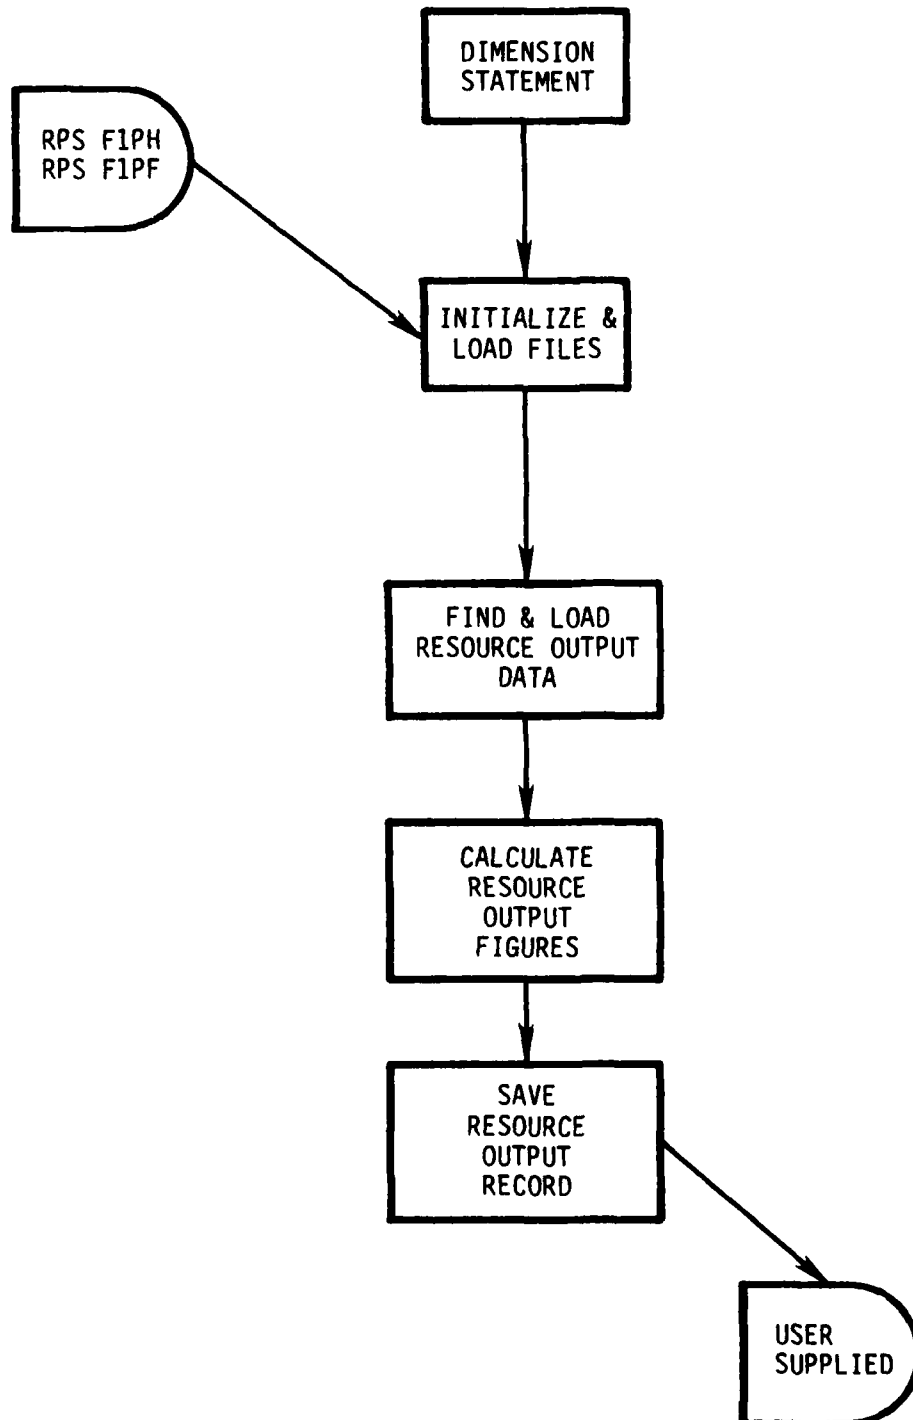 DIMENSION
STATEMENT
RPS F1PH
RPS F1PF
INITIALIZE &
LOAD FILES
FIND & LOAD
RESOURCE OUTPUT
DATA
CALCULATE
RESOURCE
OUTPUT
FIGURES
SAVE
RESOURCE
OUTPUT
RECORD
USER
SUPPLIED